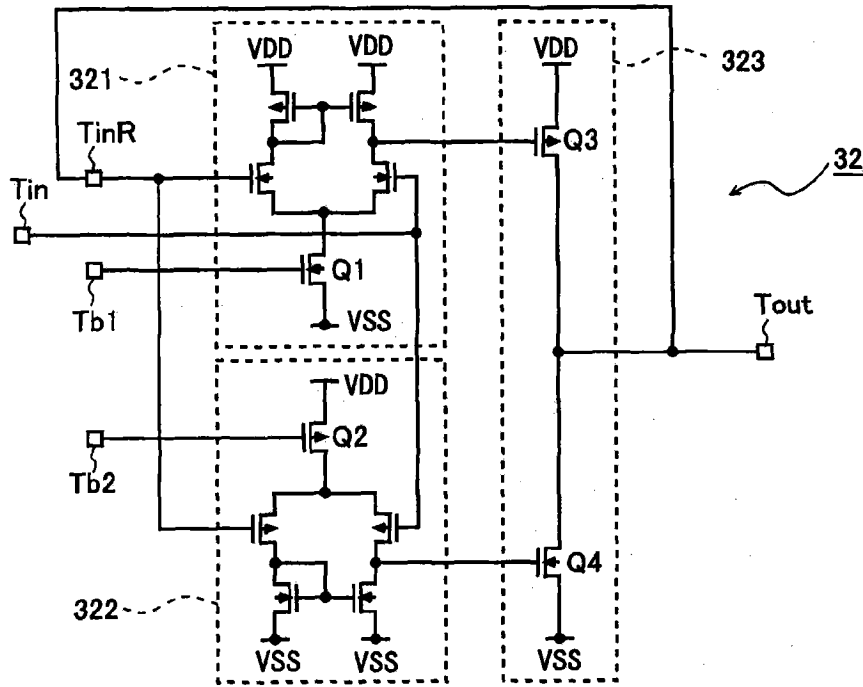 VDD VDD VDD
321 323
TinR Q3 32
Tin
Q1
Tb1 VSS Tout
VDD
Q2
Tb2
Q4
322
VSS VSS VSS